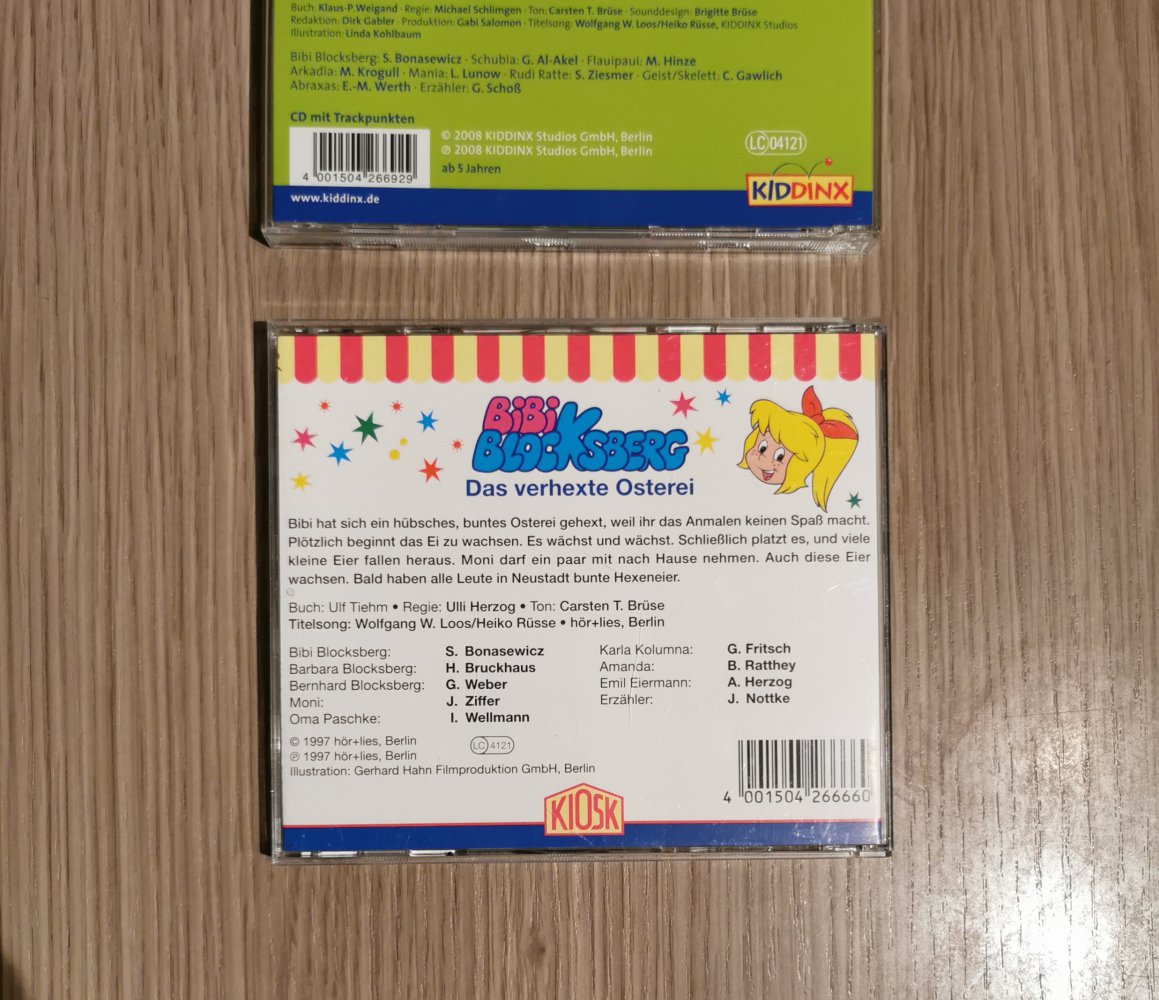 Buch: Klaus-P. Weigand · Regie: Michael Schlimgen · Ton: Carsten T. Brüse · Sounddesign: Brigitte Brüse
Redaktion: Dirk Gabler · Produktion: Gabi Salomon · Titelsong: Wolfgang W. Loos/Heiko Rüsse, KIDDINX Studios
Illustration: Linda Kohlbaum
Bibi Blocksberg: S. Bonasewicz · Schubia: G. Al-Akel · Flauipaui: M. Hinze
Arkadia: M. Krogull · Mania: L. Lunow · Rudi Ratte: S. Ziesmer · Geist/Skelett: C. Gawlich
Abraxas: E.-M. Werth · Erzähler: G. Schoß
CD mit Trackpunkten
© 2008 KIDDINX Studios GmbH, Berlin
℗ 2008 KIDDINX Studios GmbH, Berlin
ab 5 Jahren
LC 04121
4 001504 266929
KIDDINX
www.kiddinx.de
BiBi
BLOCKSBERG
Das verhexte Osterei
Bibi hat sich ein hübsches, buntes Osterei gehext, weil ihr das Anmalen keinen Spaß macht.
Plötzlich beginnt das Ei zu wachsen. Es wächst und wächst. Schließlich platzt es, und viele
kleine Eier fallen heraus. Moni darf ein paar mit nach Hause nehmen. Auch diese Eier
wachsen. Bald haben alle Leute in Neustadt bunte Hexeneier.
Buch: Ulf Tiehm • Regie: Ulli Herzog • Ton: Carsten T. Brüse
Titelsong: Wolfgang W. Loos/Heiko Rüsse • hör+lies, Berlin
Bibi Blocksberg: S. Bonasewicz
Barbara Blocksberg: H. Bruckhaus
Bernhard Blocksberg: G. Weber
Moni: J. Ziffer
Oma Paschke: I. Wellmann
Karla Kolumna: G. Fritsch
Amanda: B. Ratthey
Emil Eiermann: A. Herzog
Erzähler: J. Nottke
© 1997 hör+lies, Berlin
℗ 1997 hör+lies, Berlin
LC 4121
Illustration: Gerhard Hahn Filmproduktion GmbH, Berlin
4 001504 266660
KIOSK